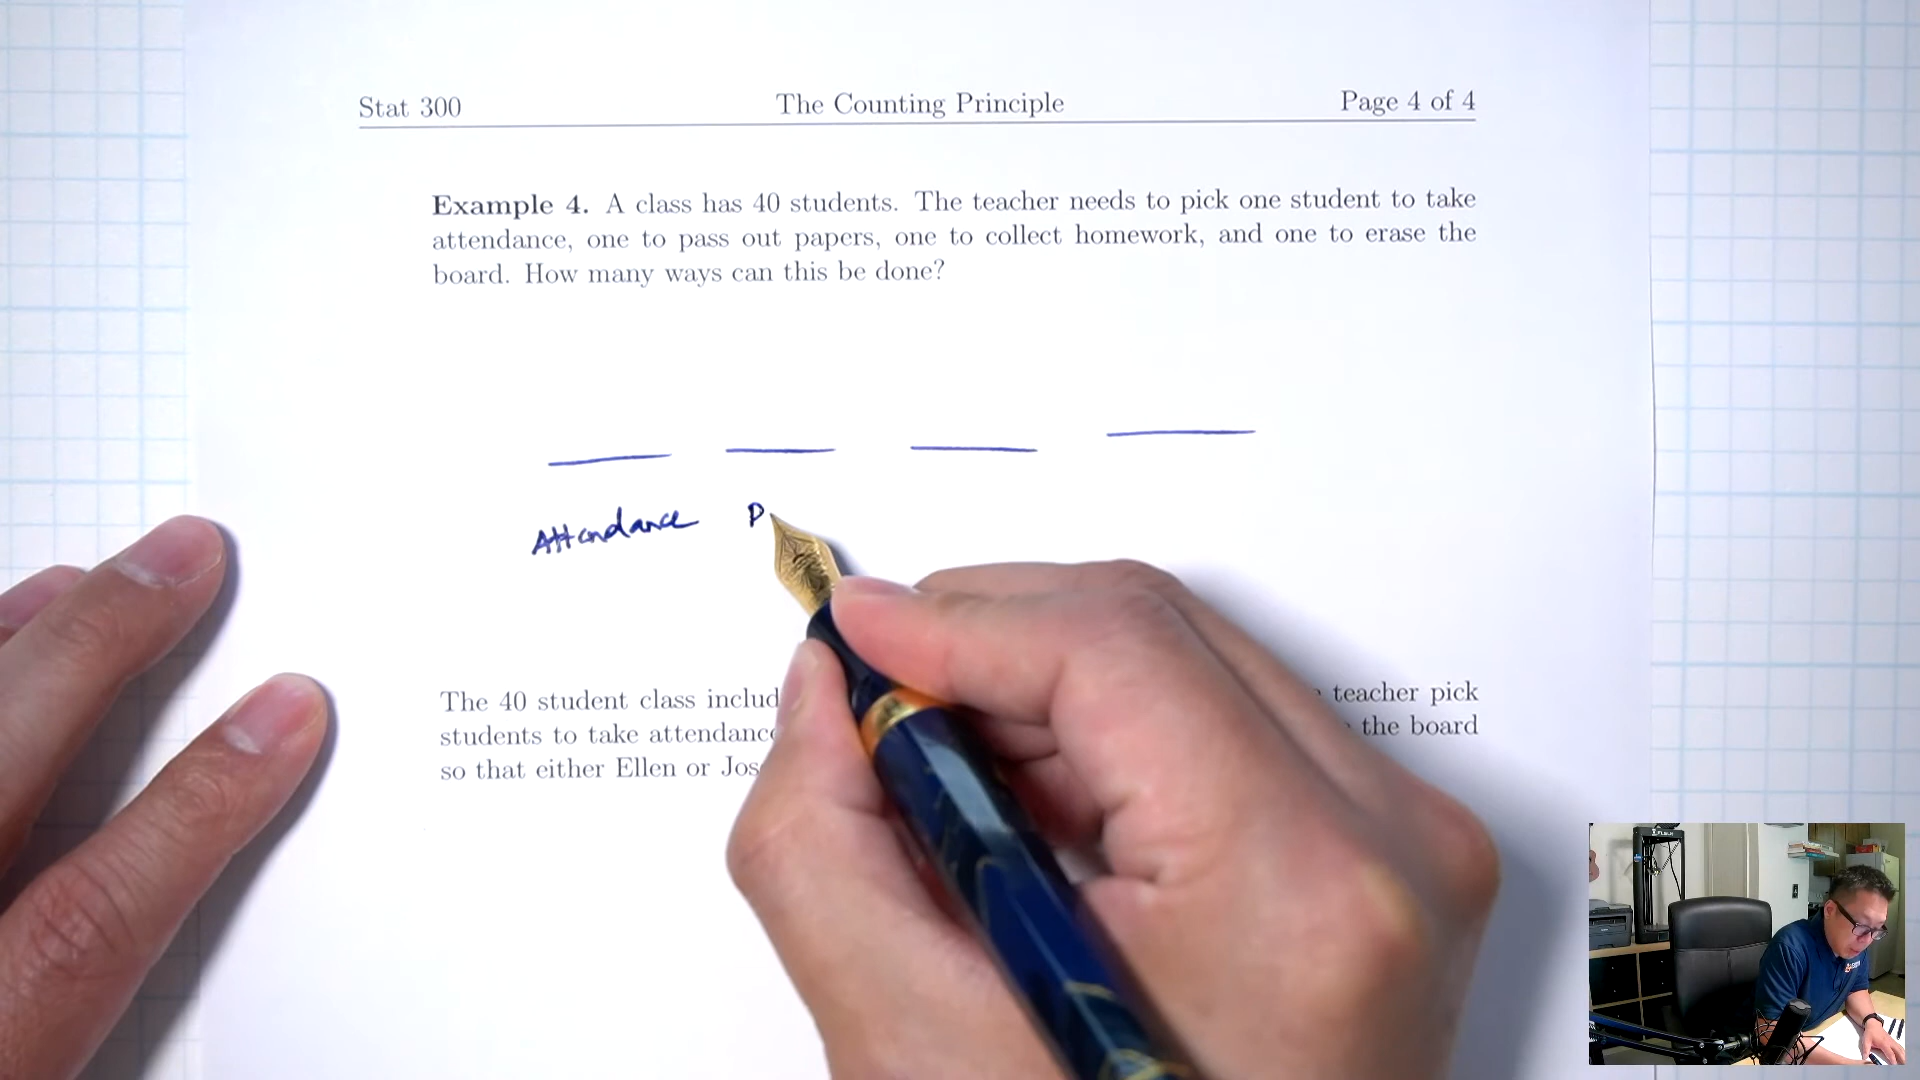 Stat 300 The Counting Principle Page 4 of 4
Example 4. A class has 40 students. The teacher needs to pick one student to take
attendance, one to pass out papers, one to collect homework, and one to erase the
board. How many ways can this be done?
Attendance P
The 40 student class includ teacher pick
students to take attendanc the board
so that either Ellen or Jos